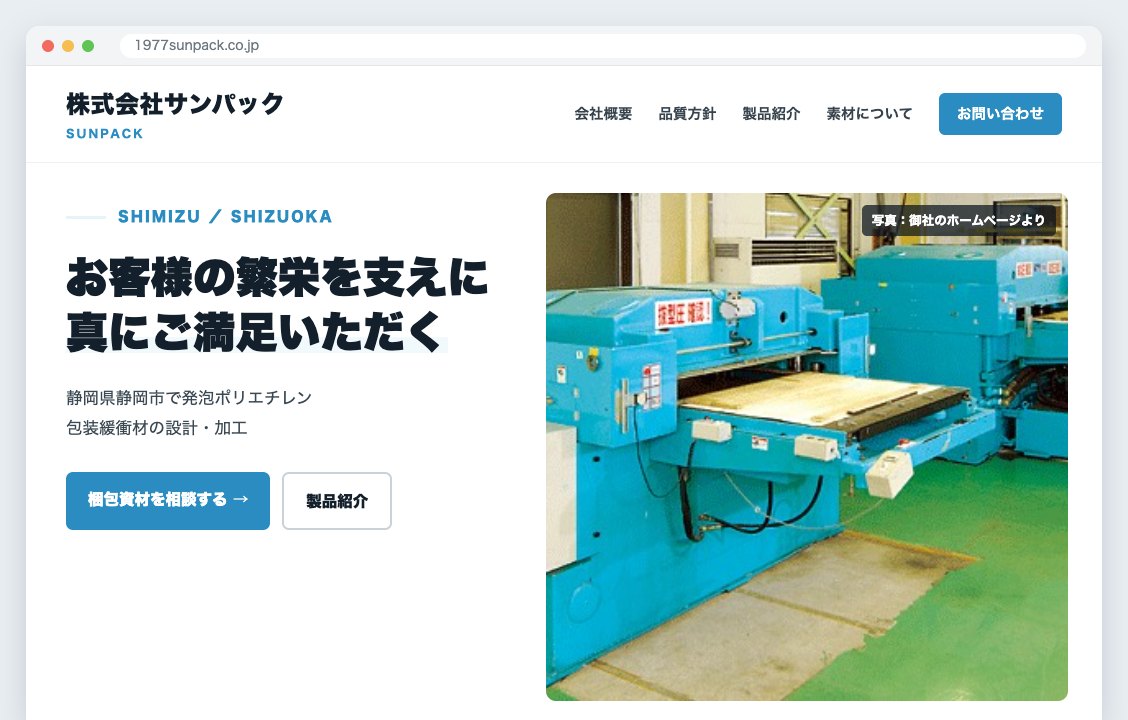 1977sunpack.co.jp
株式会社サンパック
SUNPACK
会社概要
品質方針
製品紹介
素材について
お問い合わせ
SHIMIZU ／ SHIZUOKA
お客様の繁栄を支えに
真にご満足いただく
静岡県静岡市で発泡ポリエチレン
包装緩衝材の設計・加工
梱包資材を相談する →
製品紹介
写真：御社のホームページより